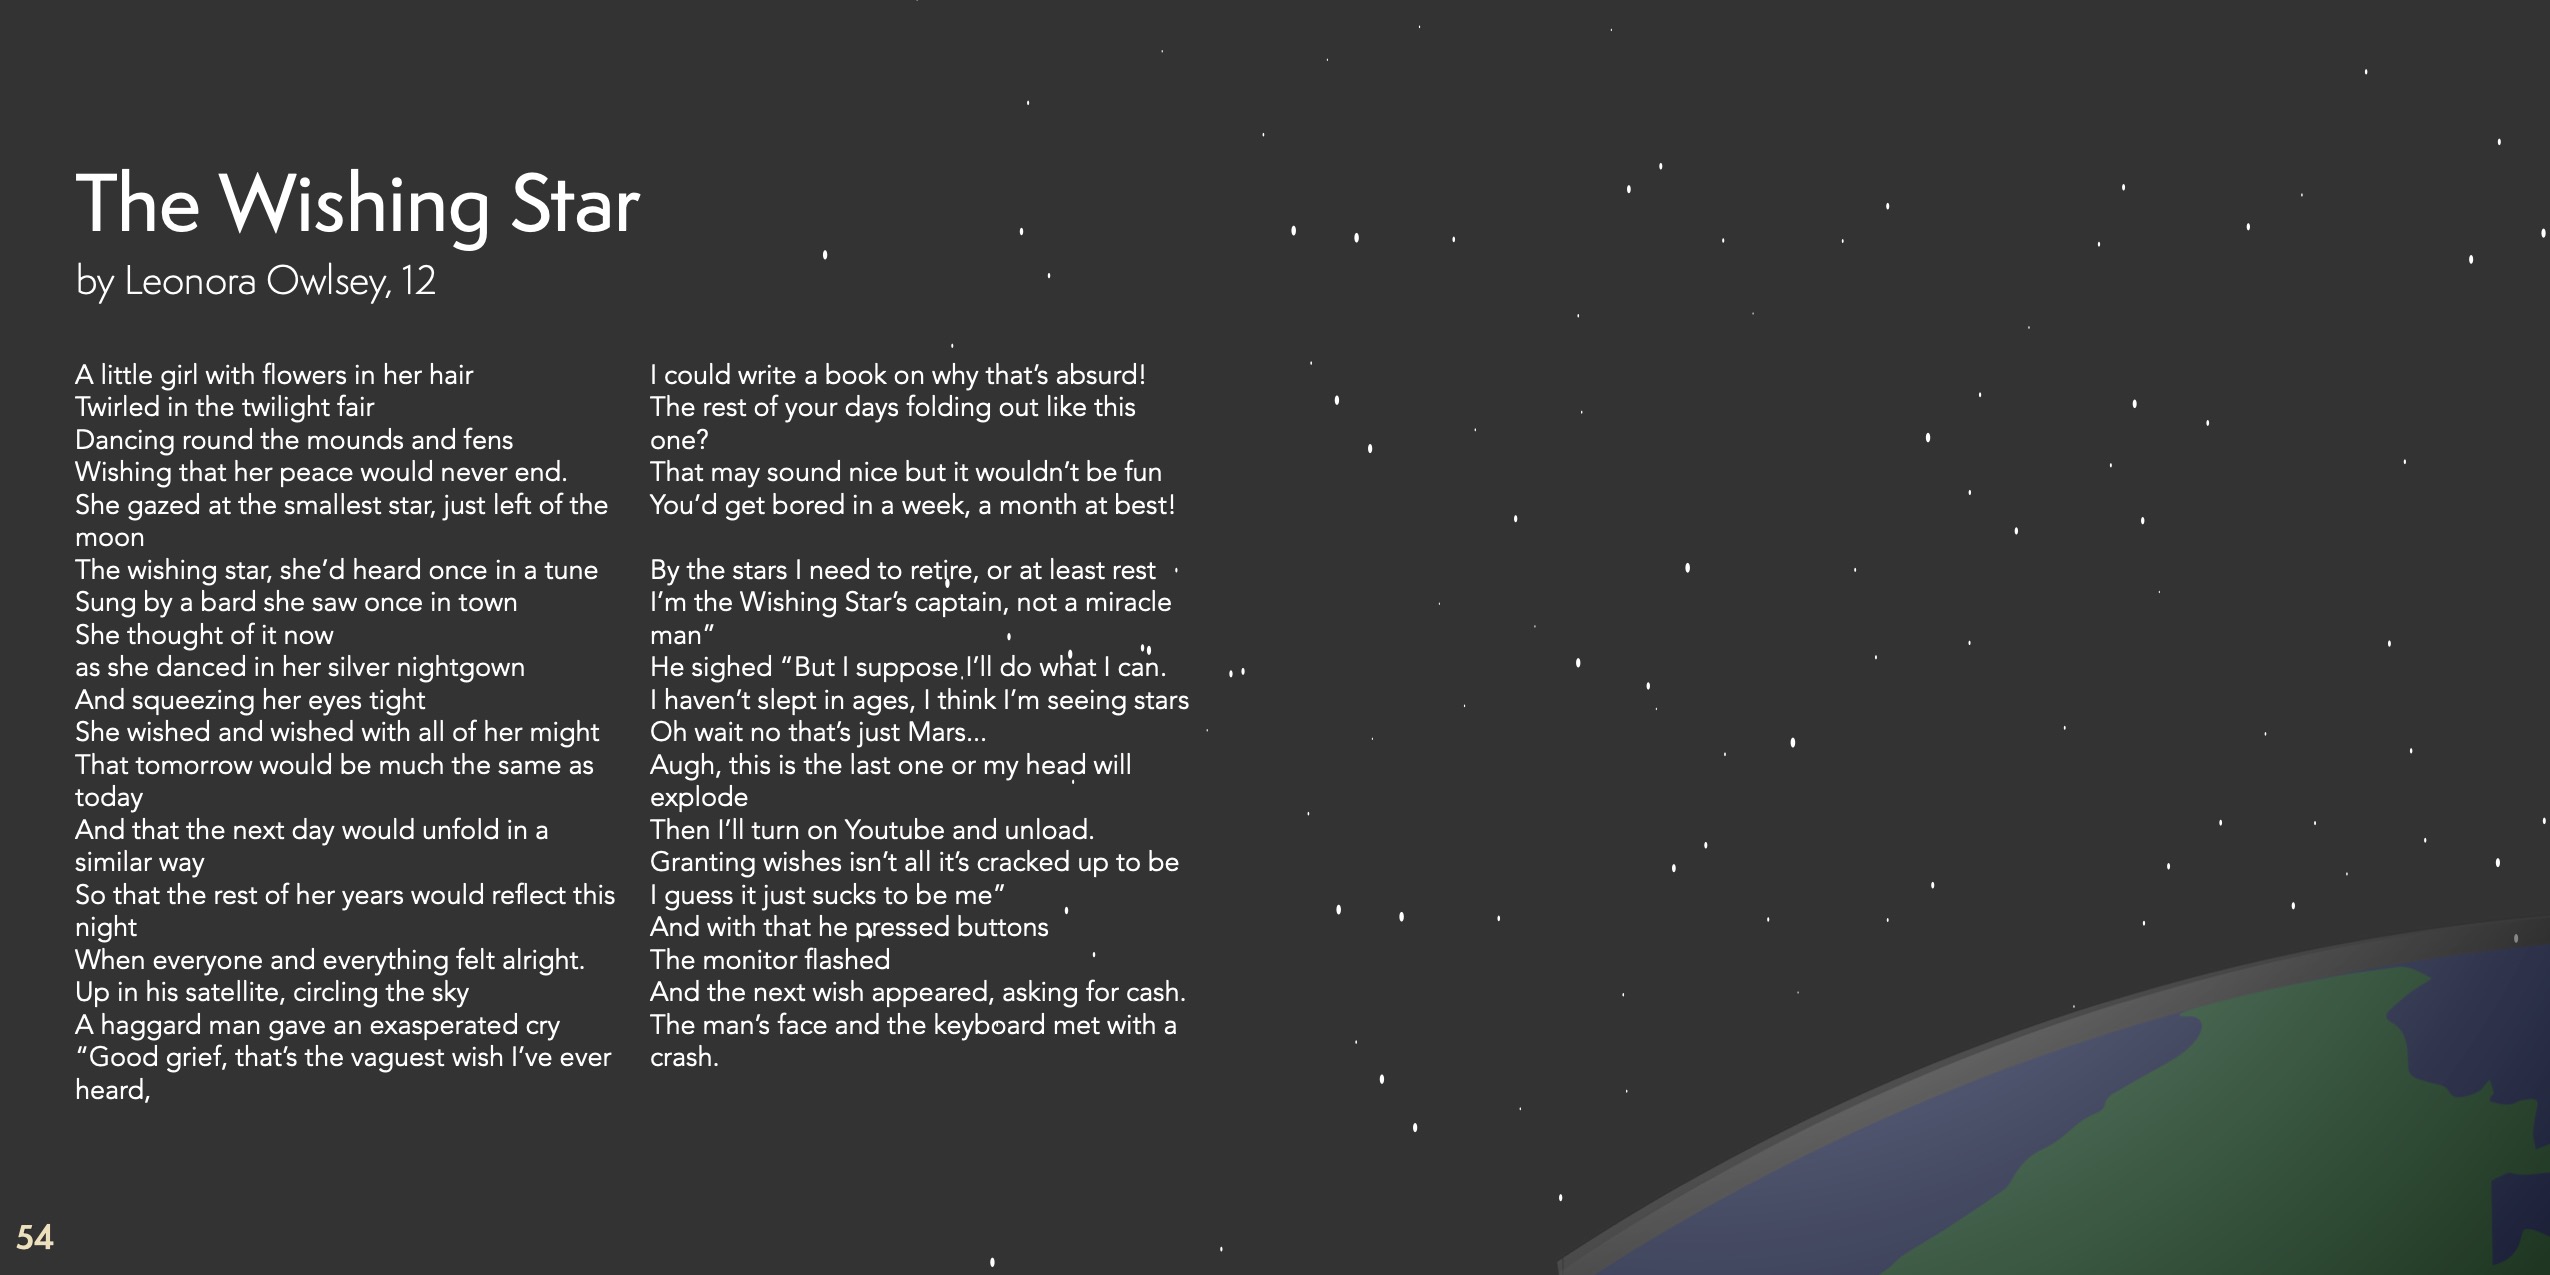 The Wishing Star
by Leonora Owlsey, 12
A little girl with flowers in her hair
Twirled in the twilight fair
Dancing round the mounds and fens
Wishing that her peace would never end.
She gazed at the smallest star, just left of the
moon
The wishing star, she’d heard once in a tune
Sung by a bard she saw once in town
She thought of it now
as she danced in her silver nightgown
And squeezing her eyes tight
She wished and wished with all of her might
That tomorrow would be much the same as
today
And that the next day would unfold in a
similar way
So that the rest of her years would reflect this
night
When everyone and everything felt alright.
Up in his satellite, circling the sky
A haggard man gave an exasperated cry
“Good grief, that’s the vaguest wish I’ve ever
heard,
I could write a book on why that’s absurd!
The rest of your days folding out like this
one?
That may sound nice but it wouldn’t be fun
You’d get bored in a week, a month at best!
By the stars I need to retire, or at least rest
I’m the Wishing Star’s captain, not a miracle
man”
He sighed “But I suppose I’ll do what I can.
I haven’t slept in ages, I think I’m seeing stars
Oh wait no that’s just Mars...
Augh, this is the last one or my head will
explode
Then I’ll turn on Youtube and unload.
Granting wishes isn’t all it’s cracked up to be
I guess it just sucks to be me”
And with that he pressed buttons
The monitor flashed
And the next wish appeared, asking for cash.
The man’s face and the keyboard met with a
crash.
54